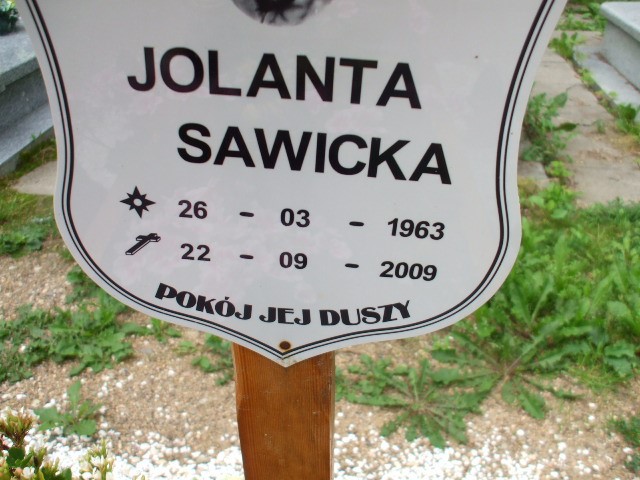 JOLANTA
SAWICKA
26 - 03 - 1963
22 - 09 - 2009
POKÓJ JEJ DUSZY